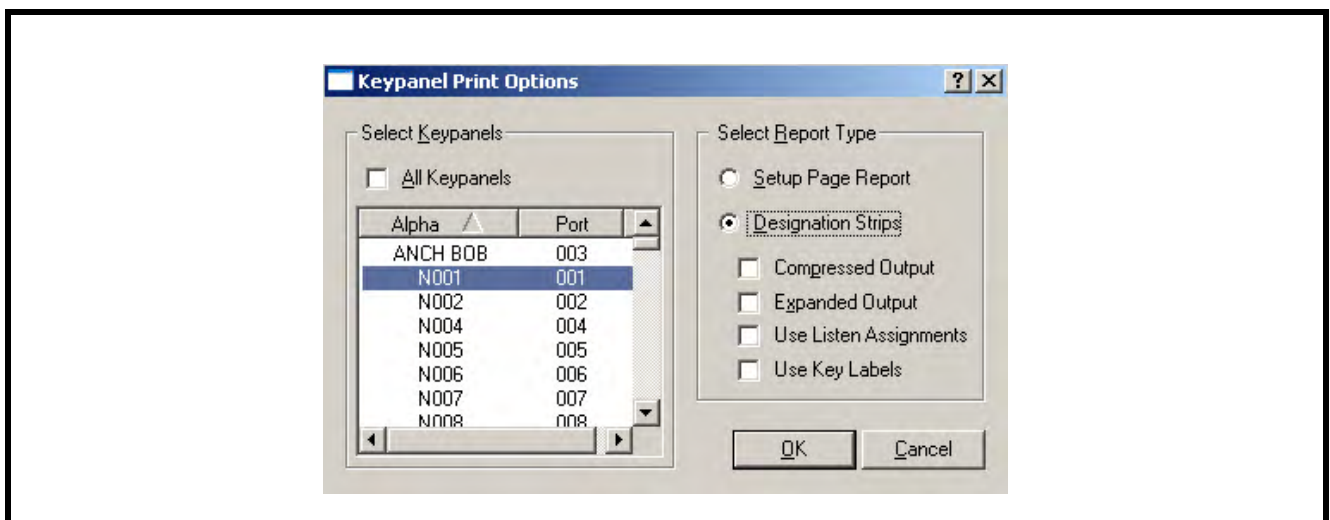 Keypanel Print Options
Select Keypanels
All Keypanels
Alpha Port
ANCH BOB 003
N001 001
N002 002
N004 004
N005 005
N006 006
N007 007
N008 008
Select Report Type
Setup Page Report
Designation Strips
Compressed Output
Expanded Output
Use Listen Assignments
Use Key Labels
OK
Cancel